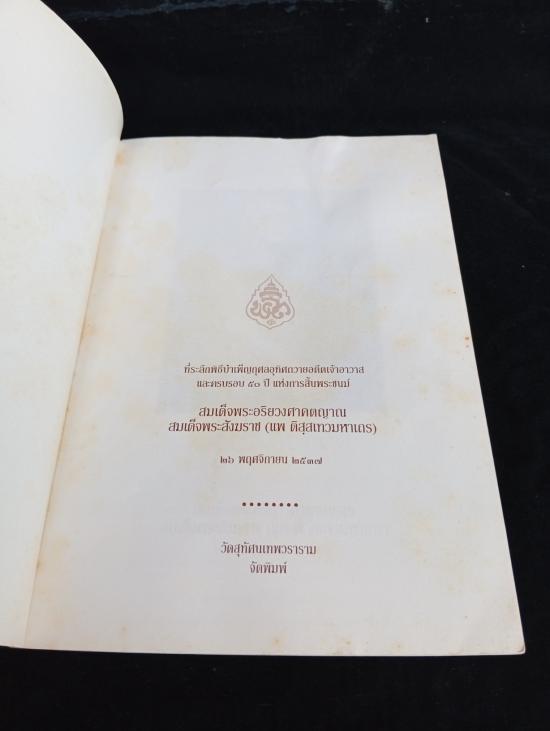 ที่ระลึกพิธีบำเพ็ญกุศลอุทิศถวายอดีตเจ้าอาวาส
และครบรอบ ๕๐ ปี แห่งการสิ้นพระชนม์
สมเด็จพระอริยวงศาคตญาณ
สมเด็จพระสังฆราช (แพ ติสฺสเทวมหาเถร)
๒๖ พฤศจิกายน ๒๕๓๗
วัดสุทัศนเทพวราราม
จัดพิมพ์